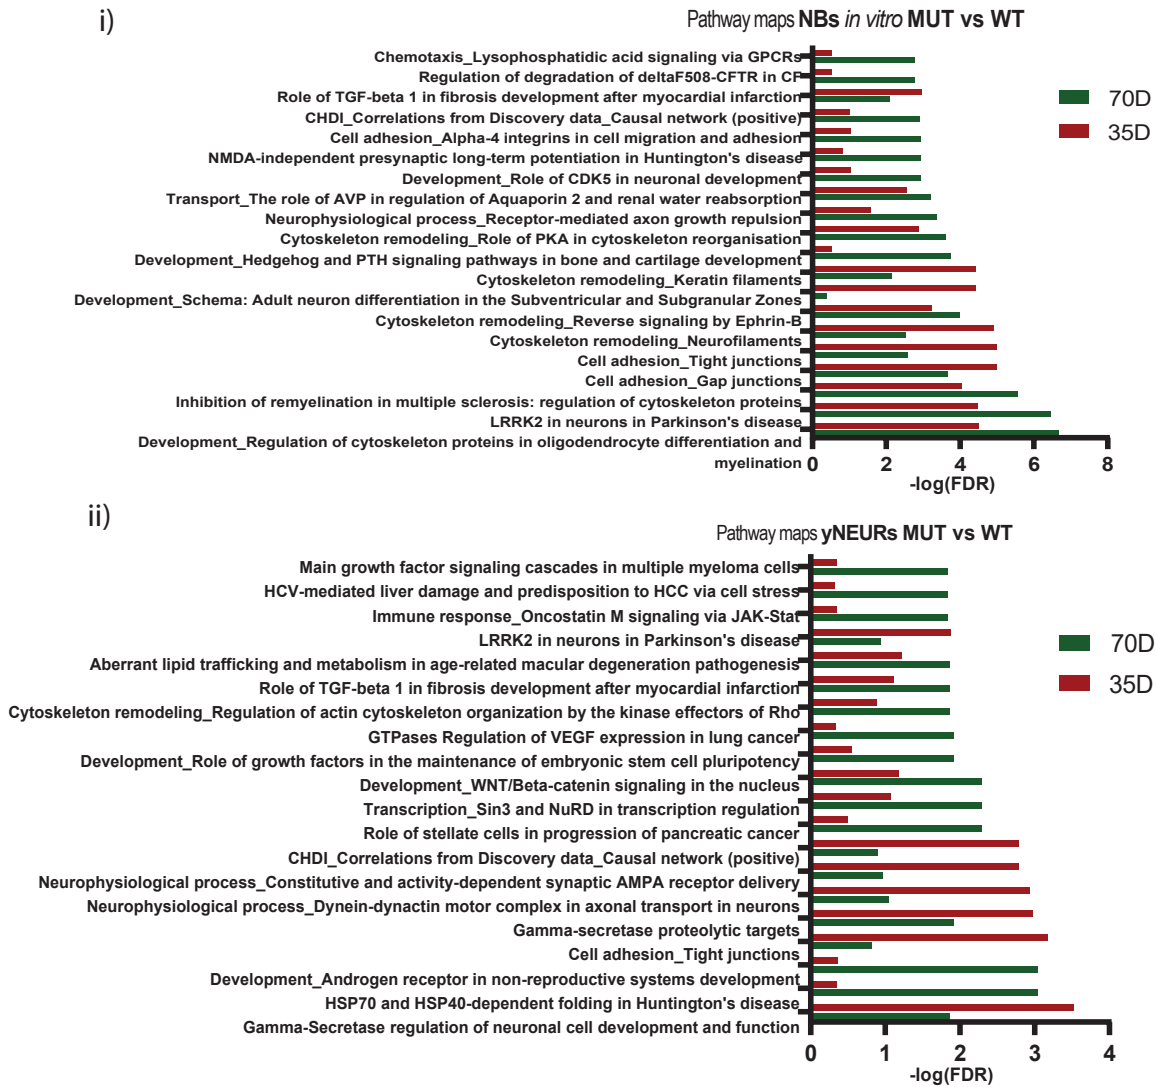 i)
Pathway maps NBs in vitro MUT vs WT
Chemotaxis_Lysophosphatidic acid signaling via GPCRs
Regulation of degradation of deltaF508-CFTR in CF
Role of TGF-beta 1 in fibrosis development after myocardial infarction
CHDI_Correlations from Discovery data_Causal network (positive)
Cell adhesion_Alpha-4 integrins in cell migration and adhesion
NMDA-independent presynaptic long-term potentiation in Huntington's disease
Development_Role of CDK5 in neuronal development
Transport_The role of AVP in regulation of Aquaporin 2 and renal water reabsorption
Neurophysiological process_Receptor-mediated axon growth repulsion
Cytoskeleton remodeling_Role of PKA in cytoskeleton reorganisation
Development_Hedgehog and PTH signaling pathways in bone and cartilage development
Cytoskeleton remodeling_Keratin filaments
Development_Schema: Adult neuron differentiation in the Subventricular and Subgranular Zones
Cytoskeleton remodeling_Reverse signaling by Ephrin-B
Cytoskeleton remodeling_Neurofilaments
Cell adhesion_Tight junctions
Cell adhesion_Gap junctions
Inhibition of remyelination in multiple sclerosis: regulation of cytoskeleton proteins
LRRK2 in neurons in Parkinson's disease
Development_Regulation of cytoskeleton proteins in oligodendrocyte differentiation and
myelination
0 2 4 6 8
-log(FDR)
70D
35D
ii)
Pathway maps yNEURs MUT vs WT
Main growth factor signaling cascades in multiple myeloma cells
HCV-mediated liver damage and predisposition to HCC via cell stress
Immune response_Oncostatin M signaling via JAK-Stat
LRRK2 in neurons in Parkinson's disease
Aberrant lipid trafficking and metabolism in age-related macular degeneration pathogenesis
Role of TGF-beta 1 in fibrosis development after myocardial infarction
Cytoskeleton remodeling_Regulation of actin cytoskeleton organization by the kinase effectors of Rho
GTPases Regulation of VEGF expression in lung cancer
Development_Role of growth factors in the maintenance of embryonic stem cell pluripotency
Development_WNT/Beta-catenin signaling in the nucleus
Transcription_Sin3 and NuRD in transcription regulation
Role of stellate cells in progression of pancreatic cancer
CHDI_Correlations from Discovery data_Causal network (positive)
Neurophysiological process_Constitutive and activity-dependent synaptic AMPA receptor delivery
Neurophysiological process_Dynein-dynactin motor complex in axonal transport in neurons
Gamma-secretase proteolytic targets
Cell adhesion_Tight junctions
Development_Androgen receptor in non-reproductive systems development
HSP70 and HSP40-dependent folding in Huntington's disease
Gamma-Secretase regulation of neuronal cell development and function
0 1 2 3 4
-log(FDR)
70D
35D